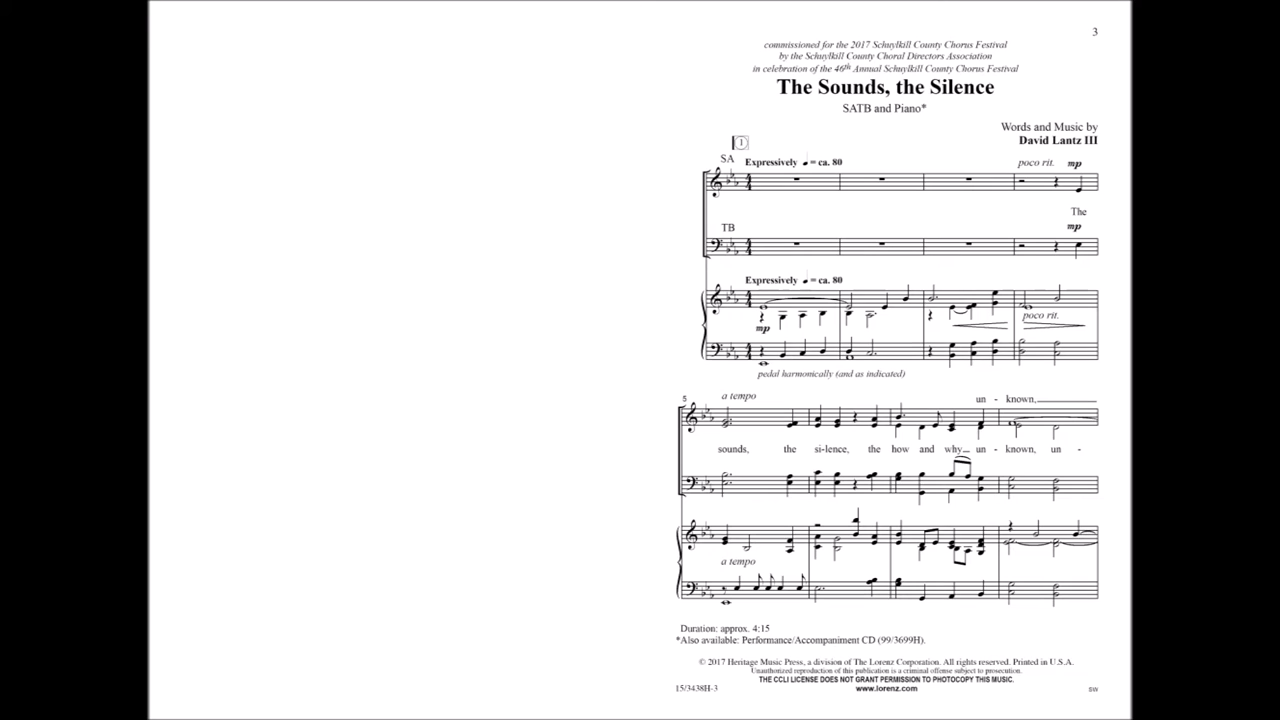 3
commissioned for the 2017 Schuylkill County Chorus Festival
by the Schuylkill County Choral Directors Association
in celebration of the 46th Annual Schuylkill County Chorus Festival
The Sounds, the Silence
SATB and Piano*
Words and Music by
David Lantz III
1
SA
Expressively ♩ = ca. 80
poco rit.
mp
The
TB
mp
Expressively ♩ = ca. 80
mp
poco rit.
pedal harmonically (and as indicated)
5
a tempo
un - known,
sounds, the si-lence, the how and why un - known, un -
a tempo
Duration: approx. 4:15
*Also available: Performance/Accompaniment CD (99/3699H).
© 2017 Heritage Music Press, a division of The Lorenz Corporation. All rights reserved. Printed in U.S.A.
Unauthorized reproduction of this publication is a criminal offense subject to prosecution.
THE CCLI LICENSE DOES NOT GRANT PERMISSION TO PHOTOCOPY THIS MUSIC.
15/3438H-3
www.lorenz.com
SW